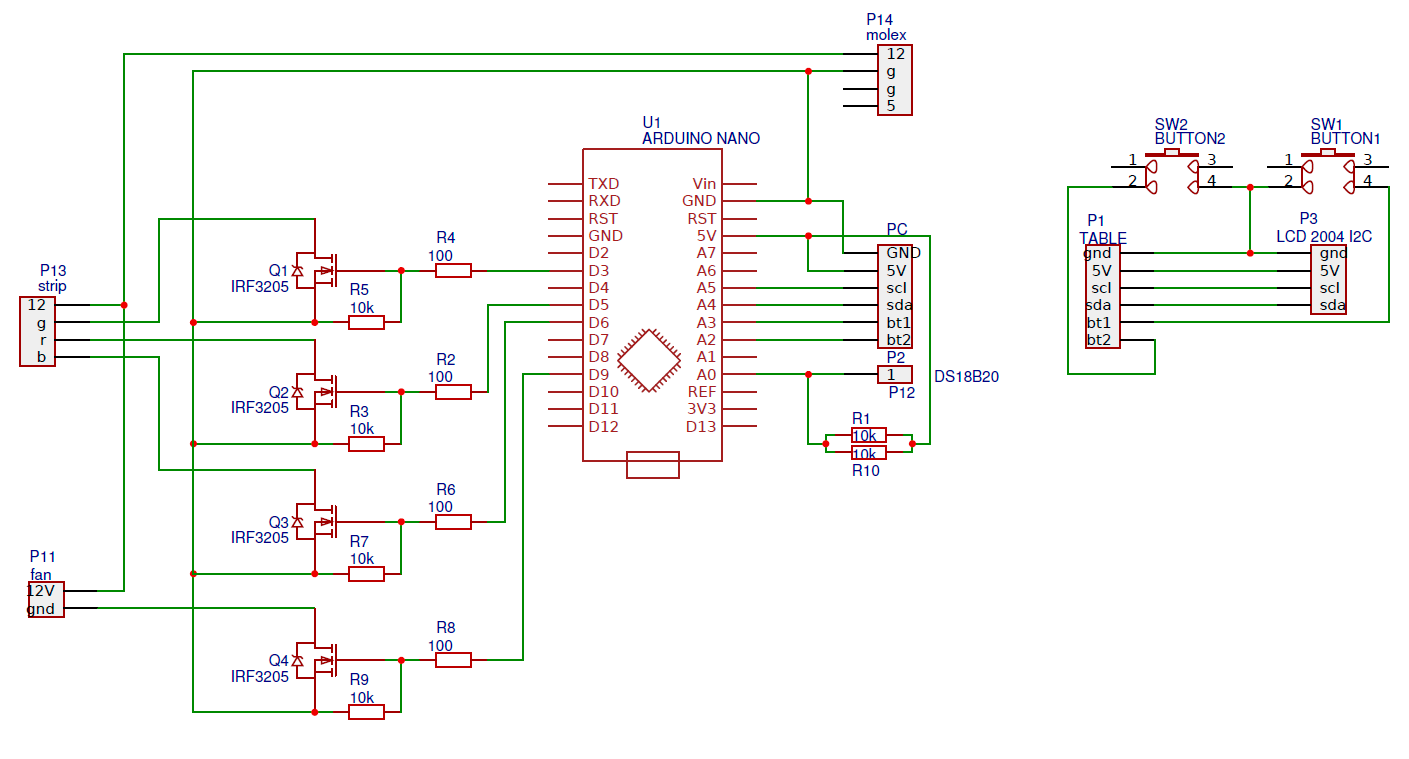 P14
molex
12
g
g
5
U1
ARDUINO NANO
TXD
RXD
RST
GND
D2
D3
D4
D5
D6
D7
D8
D9
D10
D11
D12
Vin
GND
RST
5V
A7
A6
A5
A4
A3
A2
A1
A0
REF
3V3
D13
PC
GND
5V
scl
sda
bt1
bt2
P2
1
P12
DS18B20
R1
10k
10k
R10
P13
strip
12
g
r
b
Q1
IRF3205
R4
100
R5
10k
Q2
IRF3205
R2
100
R3
10k
Q3
IRF3205
R6
100
R7
10k
P11
fan
12V
gnd
Q4
IRF3205
R8
100
R9
10k
SW2
BUTTON2
1
2
3
4
SW1
BUTTON1
1
2
3
4
P1
TABLE
gnd
5V
scl
sda
bt1
bt2
P3
LCD 2004 I2C
gnd
5V
scl
sda